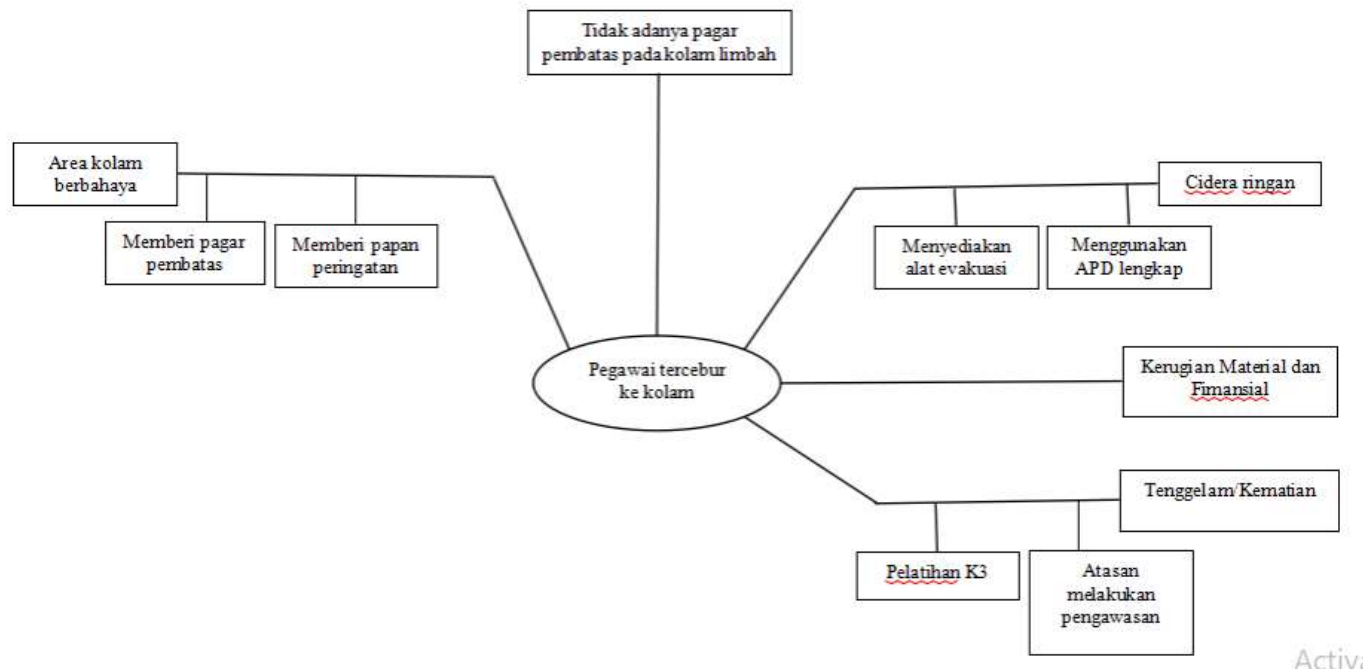 Tidak adanya pagar
pembatas pada kolam limbah
Area kolam
berbahaya
Memberi pagar
pembatas
Memberi papan
peringatan
Cidera ringan
Menyediakan
alat evakuasi
Menggunakan
APD lengkap
Pegawai tercebur
ke kolam
Kerugian Material dan
Fimansial
Tenggelam/Kematian
Pelatihan K3
Atasan
melakukan
pengawasan